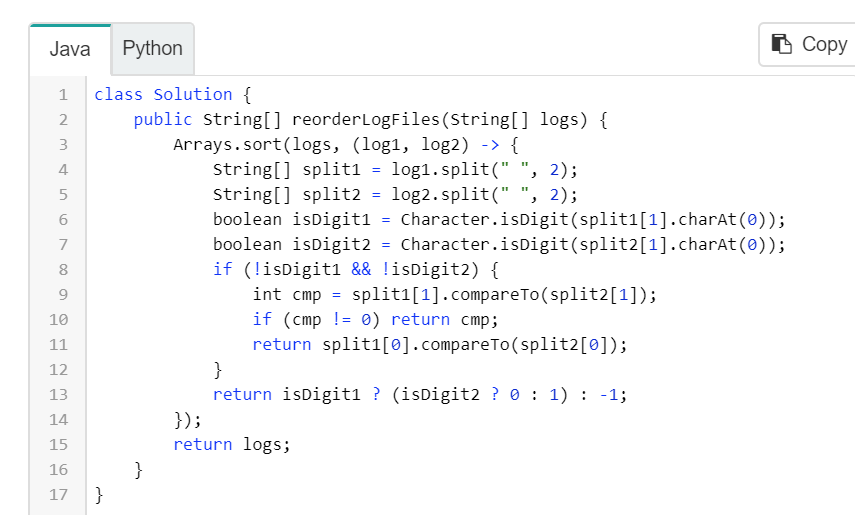 Java Python Copy
1 class Solution {
2     public String[] reorderLogFiles(String[] logs) {
3         Arrays.sort(logs, (log1, log2) -> {
4             String[] split1 = log1.split(" ", 2);
5             String[] split2 = log2.split(" ", 2);
6             boolean isDigit1 = Character.isDigit(split1[1].charAt(0));
7             boolean isDigit2 = Character.isDigit(split2[1].charAt(0));
8             if (!isDigit1 && !isDigit2) {
9                 int cmp = split1[1].compareTo(split2[1]);
10                 if (cmp != 0) return cmp;
11                 return split1[0].compareTo(split2[0]);
12             }
13             return isDigit1 ? (isDigit2 ? 0 : 1) : -1;
14         });
15         return logs;
16     }
17 }